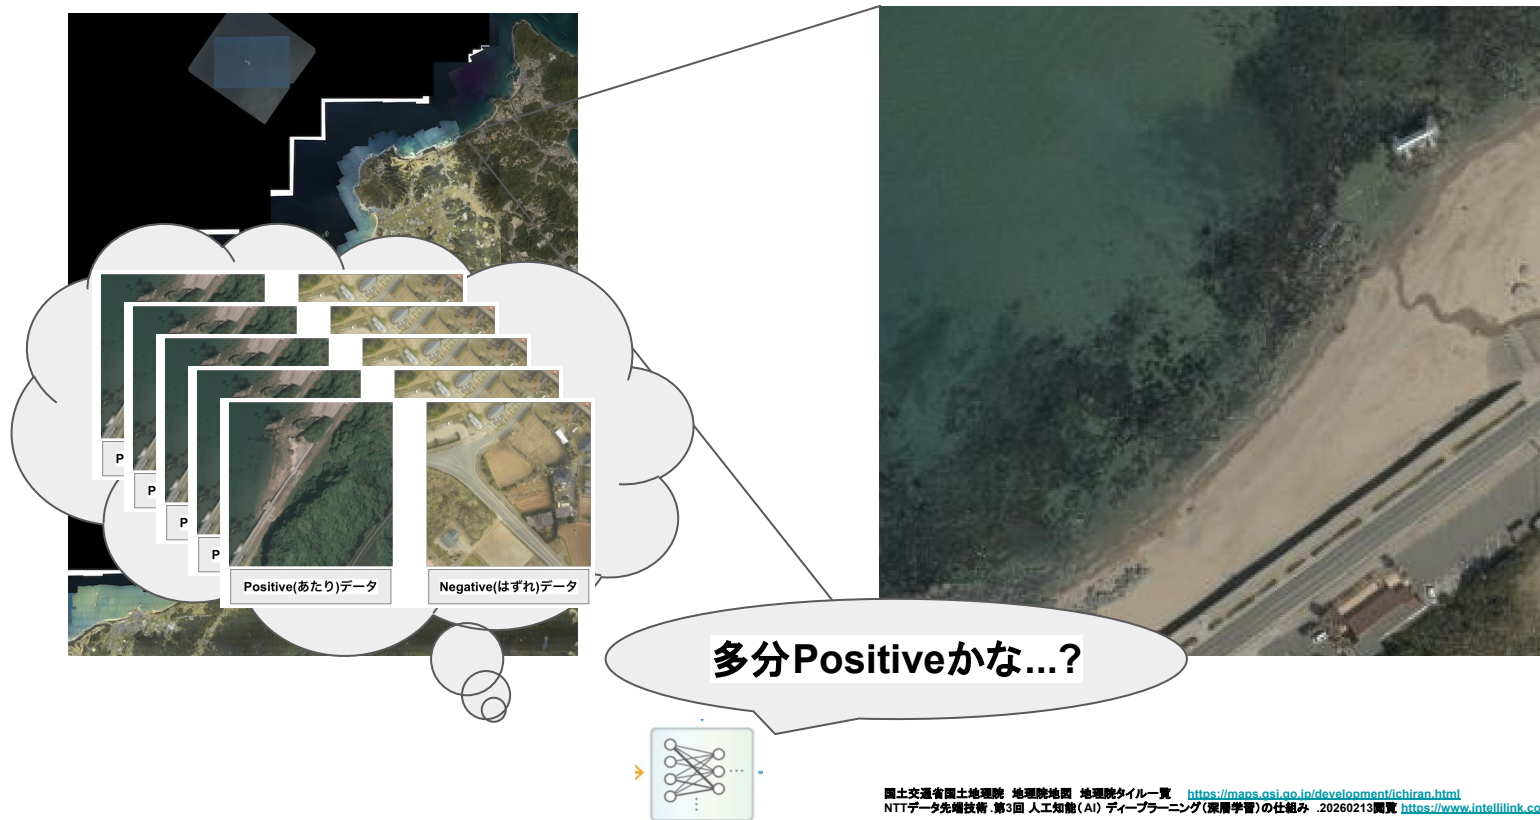 P
P
P
P
Positive(あたり)データ
Negative(はずれ)データ
多分Positiveかな...?
国土交通省国土地理院 地理院地図 地理院タイル一覧 https://maps.gsi.go.jp/development/ichiran.html
NTTデータ先端技術.第3回 人工知能(AI) ディープラーニング(深層学習)の仕組み .20260213閲覧 https://www.intellilink.co